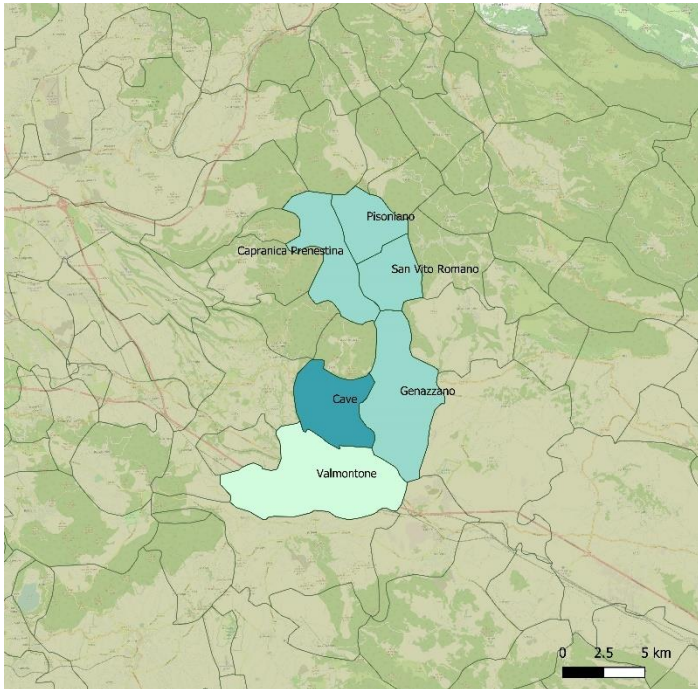 Pisoniano
Capranica Prenestina
San Vito Romano
Genazzano
Cave
Valmontone
0 2.5 5 km